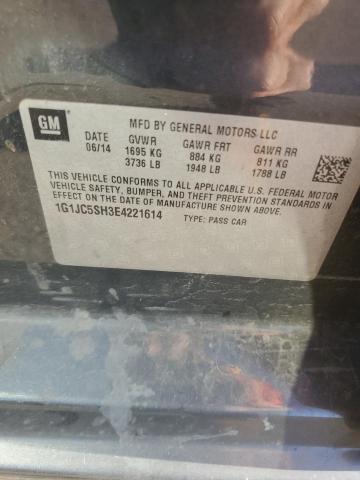 GM
MFD BY GENERAL MOTORS LLC
DATE GVWR GAWR FRT GAWR RR
06/14 1695 KG 884 KG 811 KG
3736 LB 1948 LB 1788 LB
THIS VEHICLE CONFORMS TO ALL APPLICABLE U.S. FEDERAL MOTOR
VEHICLE SAFETY, BUMPER, AND THEFT PREVENTION STANDARDS
IN EFFECT ON THE DATE OF MANUFACTURE SHOWN ABOVE.
1G1JC5SH3E4221614 TYPE: PASS CAR